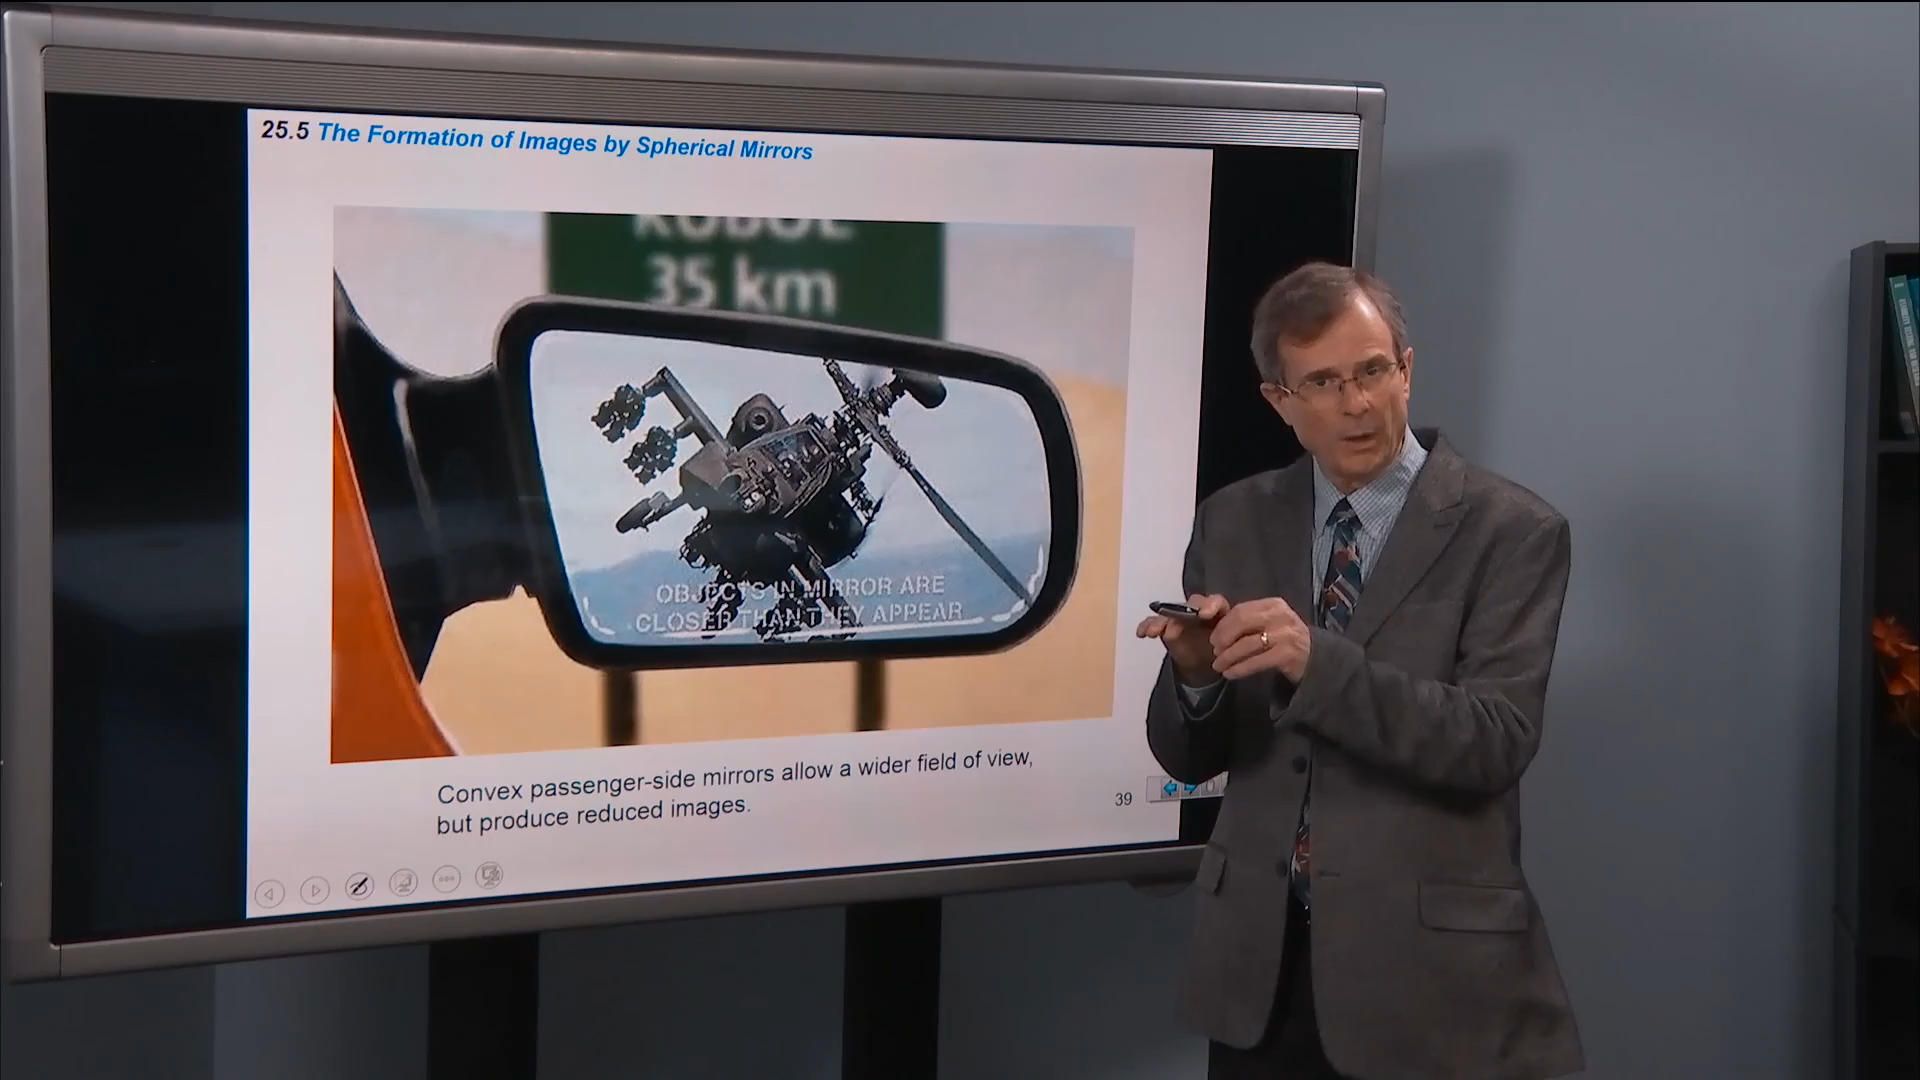 25.5 The Formation of Images by Spherical Mirrors
35 km
OBJECTS IN MIRROR ARE
CLOSER THAN THEY APPEAR
Convex passenger-side mirrors allow a wider field of view,
but produce reduced images.
39